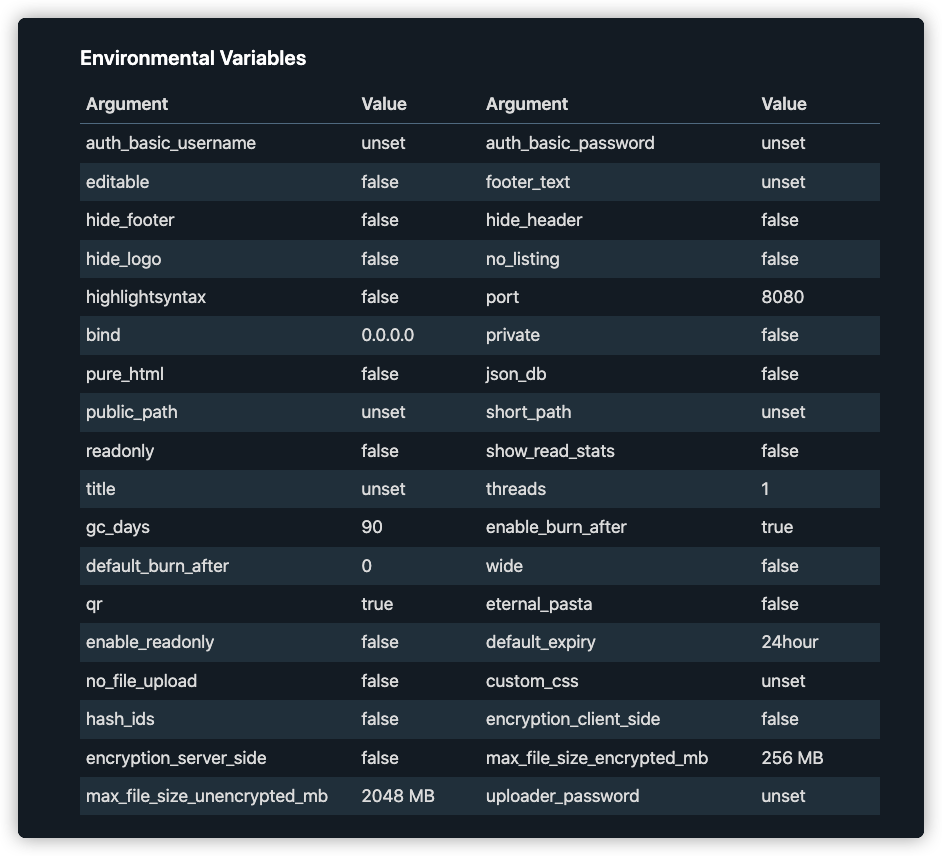 Environmental Variables
Argument Value Argument Value
auth_basic_username unset auth_basic_password unset
editable false footer_text unset
hide_footer false hide_header false
hide_logo false no_listing false
highlightsyntax false port 8080
bind 0.0.0.0 private false
pure_html false json_db false
public_path unset short_path unset
readonly false show_read_stats false
title unset threads 1
gc_days 90 enable_burn_after true
default_burn_after 0 wide false
qr true eternal_pasta false
enable_readonly false default_expiry 24hour
no_file_upload false custom_css unset
hash_ids false encryption_client_side false
encryption_server_side false max_file_size_encrypted_mb 256 MB
max_file_size_unencrypted_mb 2048 MB uploader_password unset